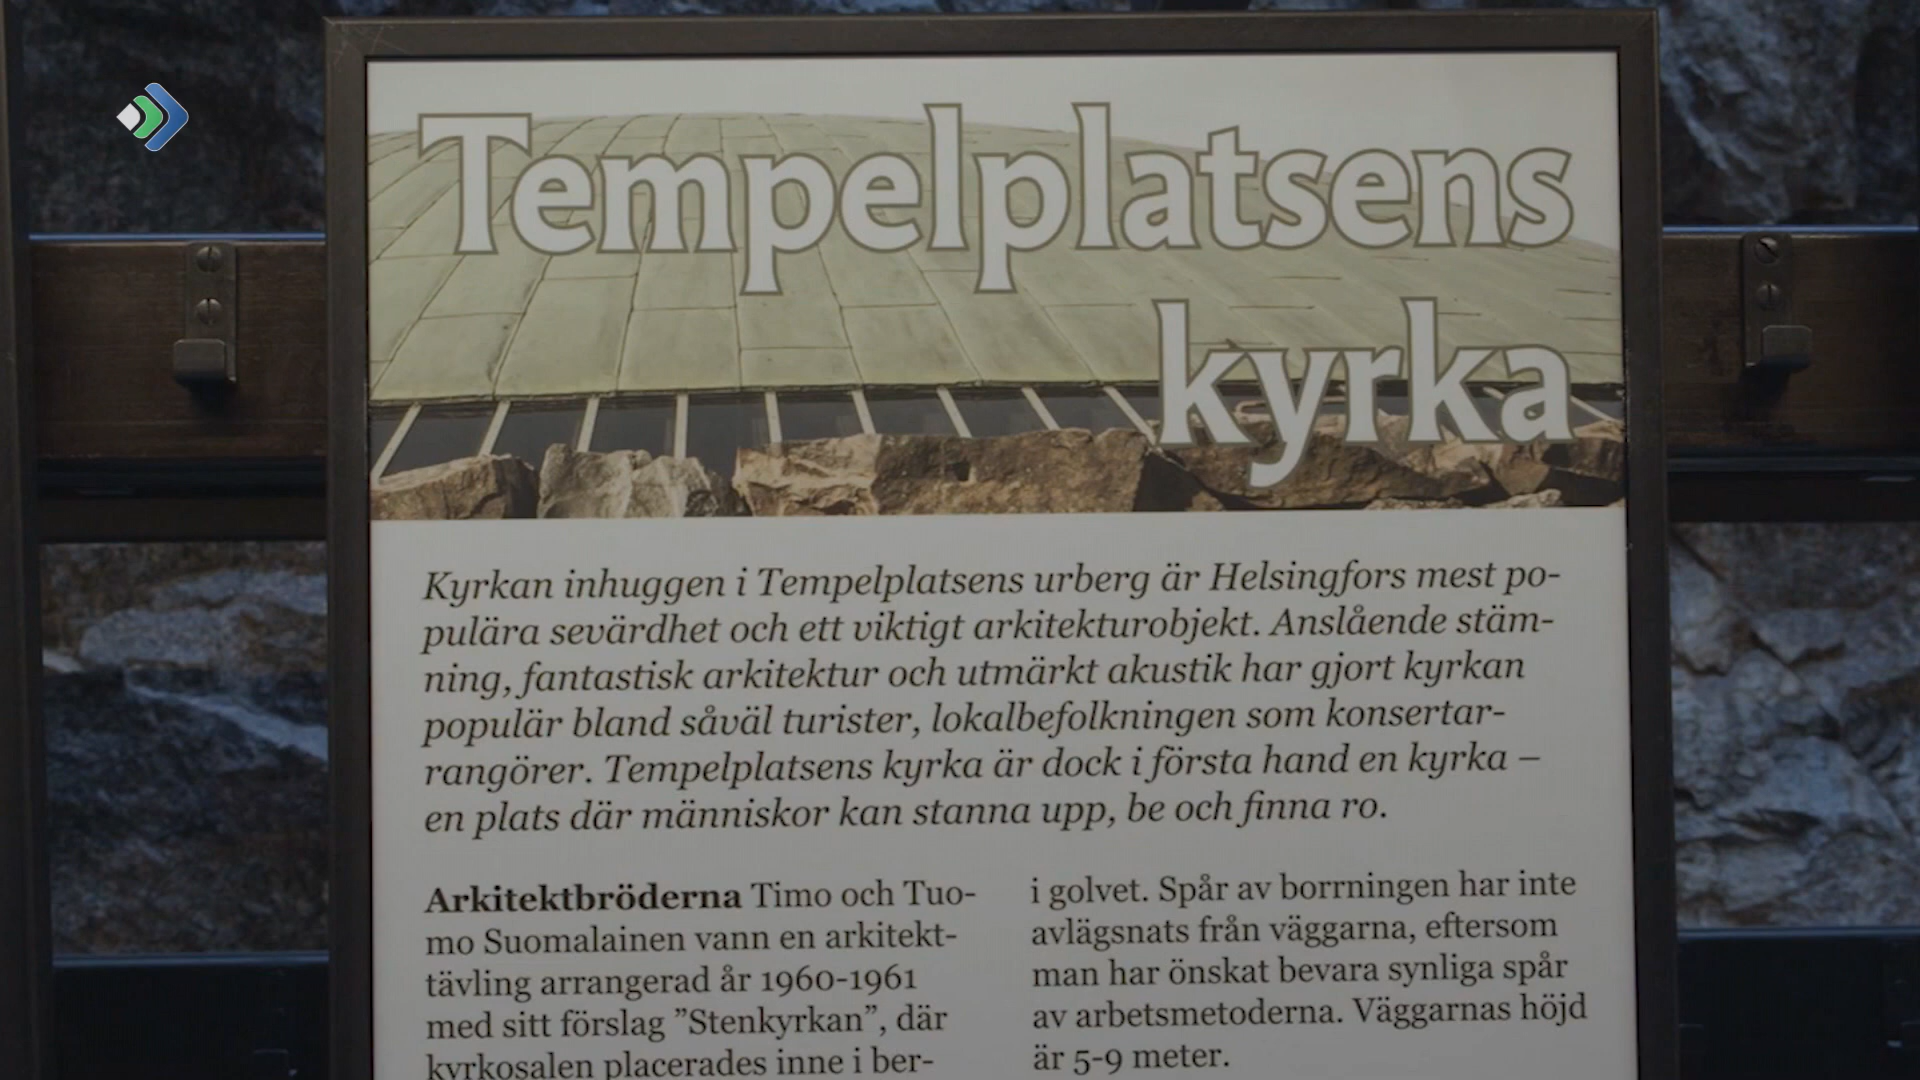 Tempelplatsens
kyrka
Kyrkan inhuggen i Tempelplatsens urberg är Helsingfors mest po-
pulära sevärdhet och ett viktigt arkitekturobjekt. Anslående stäm-
ning, fantastisk arkitektur och utmärkt akustik har gjort kyrkan
populär bland såväl turister, lokalbefolkningen som konsertar-
rangörer. Tempelplatsens kyrka är dock i första hand en kyrka –
en plats där människor kan stanna upp, be och finna ro.
Arkitektbröderna Timo och Tuo-
mo Suomalainen vann en arkitekt-
tävling arrangerad år 1960-1961
med sitt förslag ”Stenkyrkan”, där
kyrkosalen placerades inne i ber-
i golvet. Spår av borrningen har inte
avlägsnats från väggarna, eftersom
man har önskat bevara synliga spår
av arbetsmetoderna. Väggarnas höjd
är 5-9 meter.